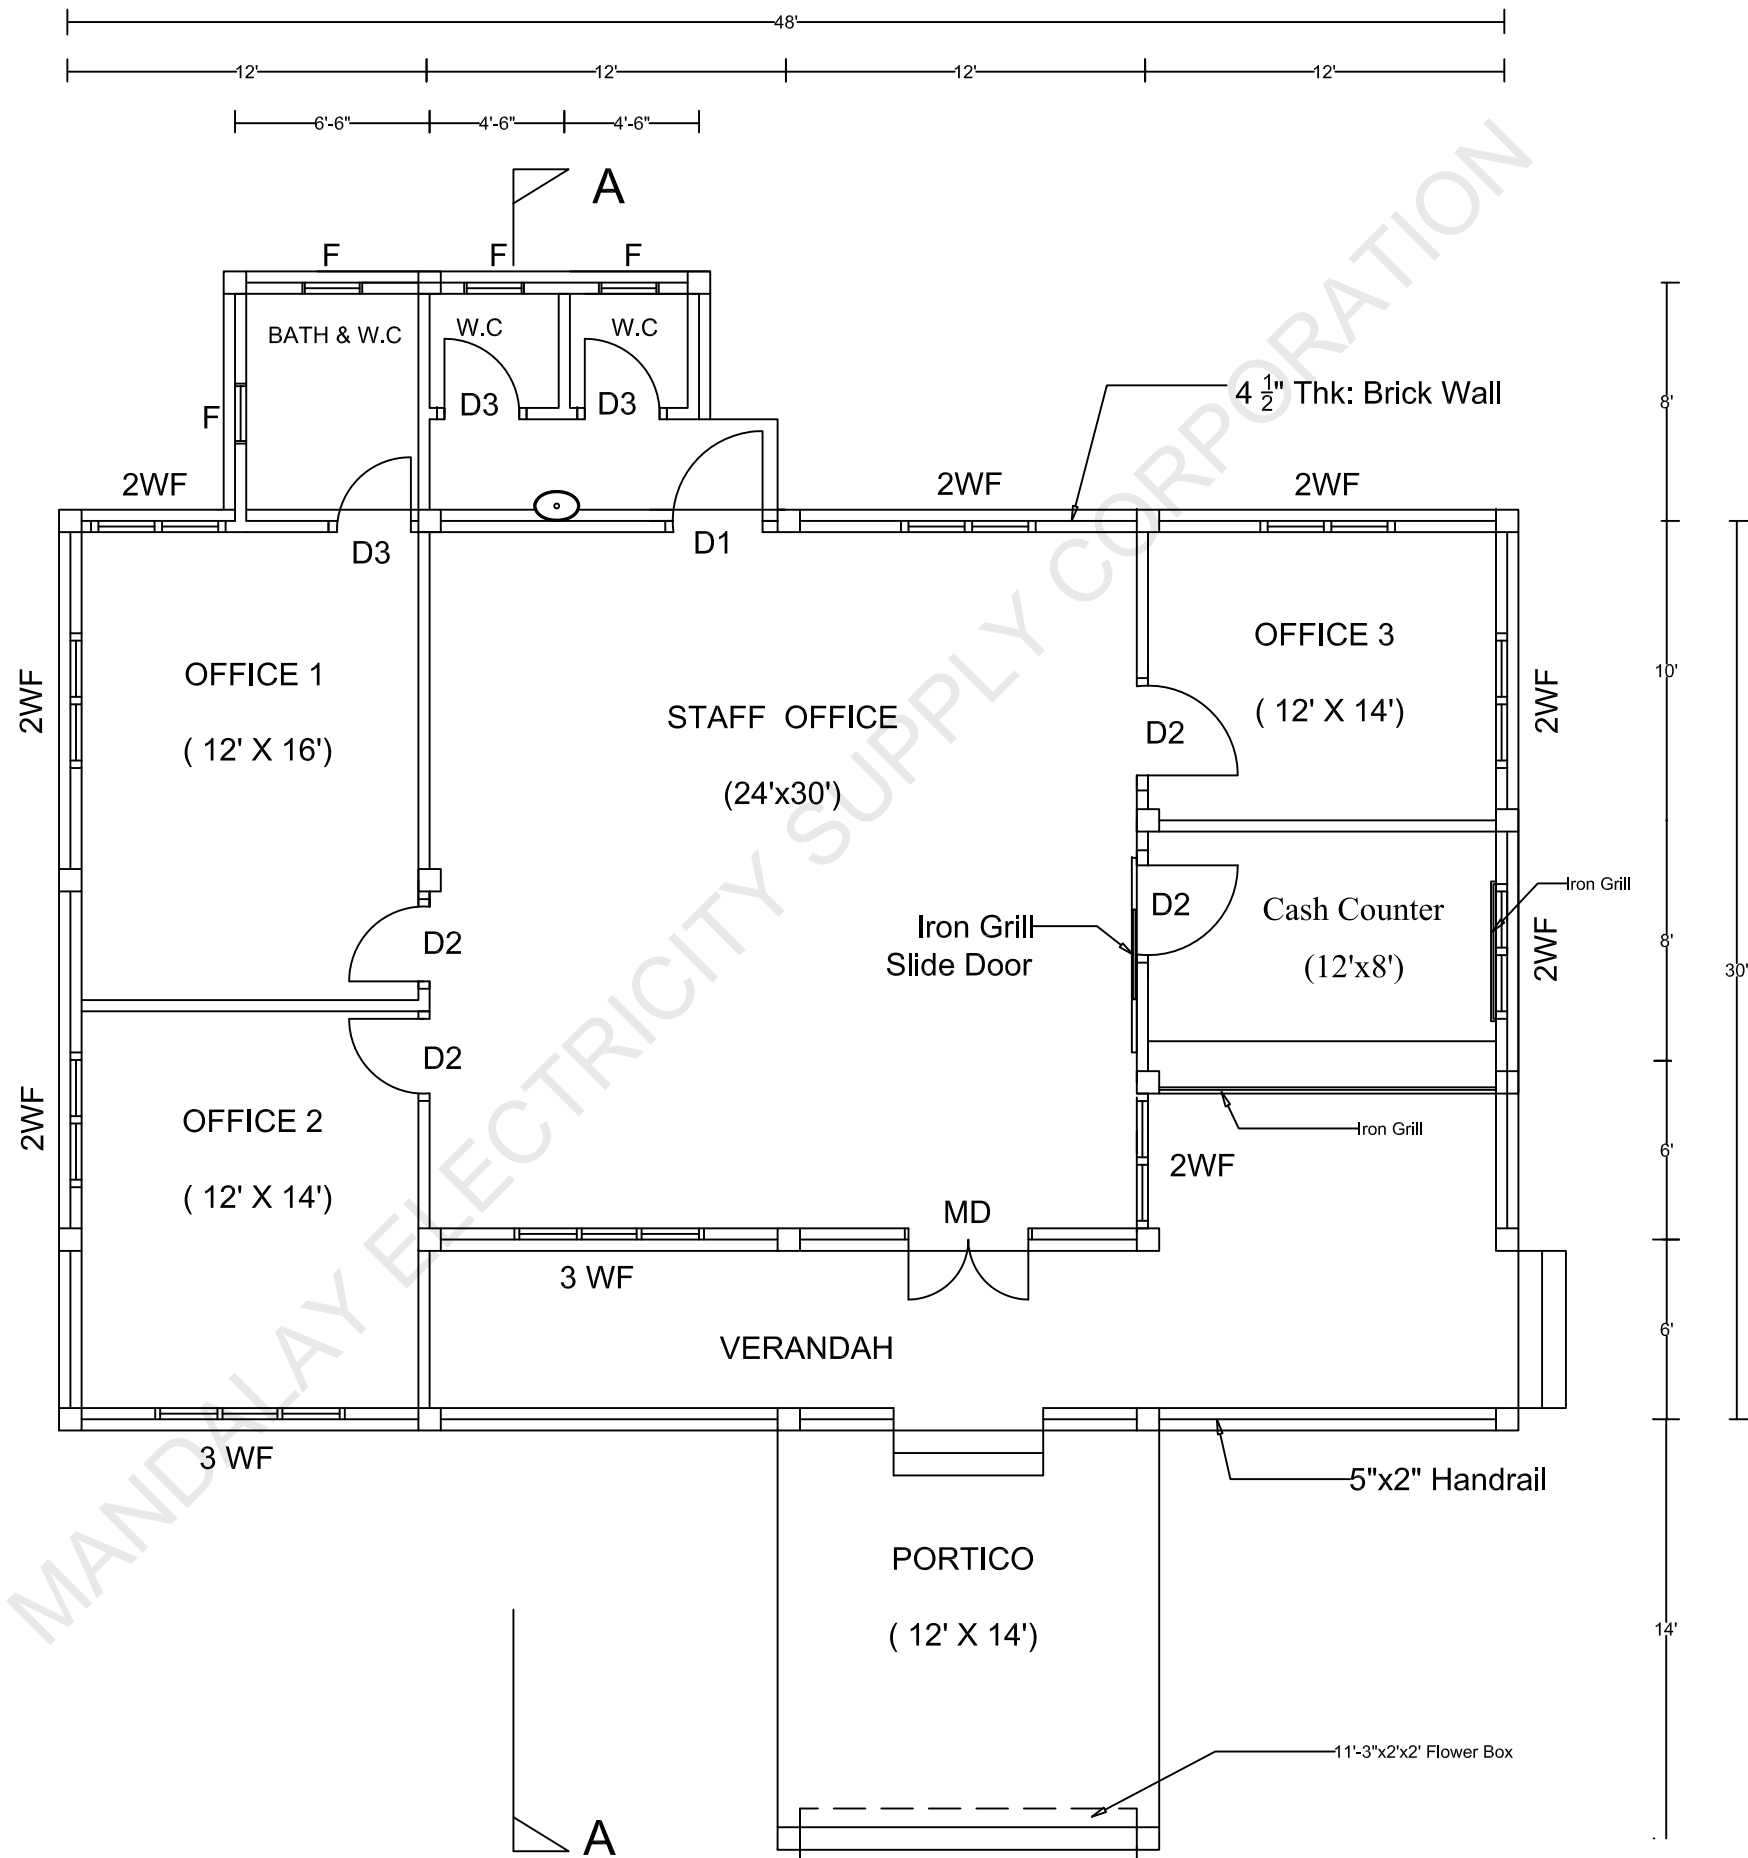 48'
12'
12'
12'
12'
6'-6"
4'-6"
4'-6"
A
F
F
F
BATH & W.C
W.C
W.C
D3
D3
4 1/2" Thk: Brick Wall
8'
F
2WF
2WF
2WF
D3
D1
OFFICE 1
( 12' X 16')
2WF
STAFF OFFICE
(24'x30')
OFFICE 3
( 12' X 14')
D2
2WF
10'
Iron Grill
Slide Door
D2
Cash Counter
(12'x8')
Iron Grill
2WF
8'
30'
D2
D2
2WF
OFFICE 2
( 12' X 14')
Iron Grill
2WF
6'
MD
3 WF
VERANDAH
6'
3 WF
5"x2" Handrail
PORTICO
( 12' X 14')
14'
11'-3"x2'x2' Flower Box
A
MANDALAY ELECTRICITY SUPPLY CORPORATION